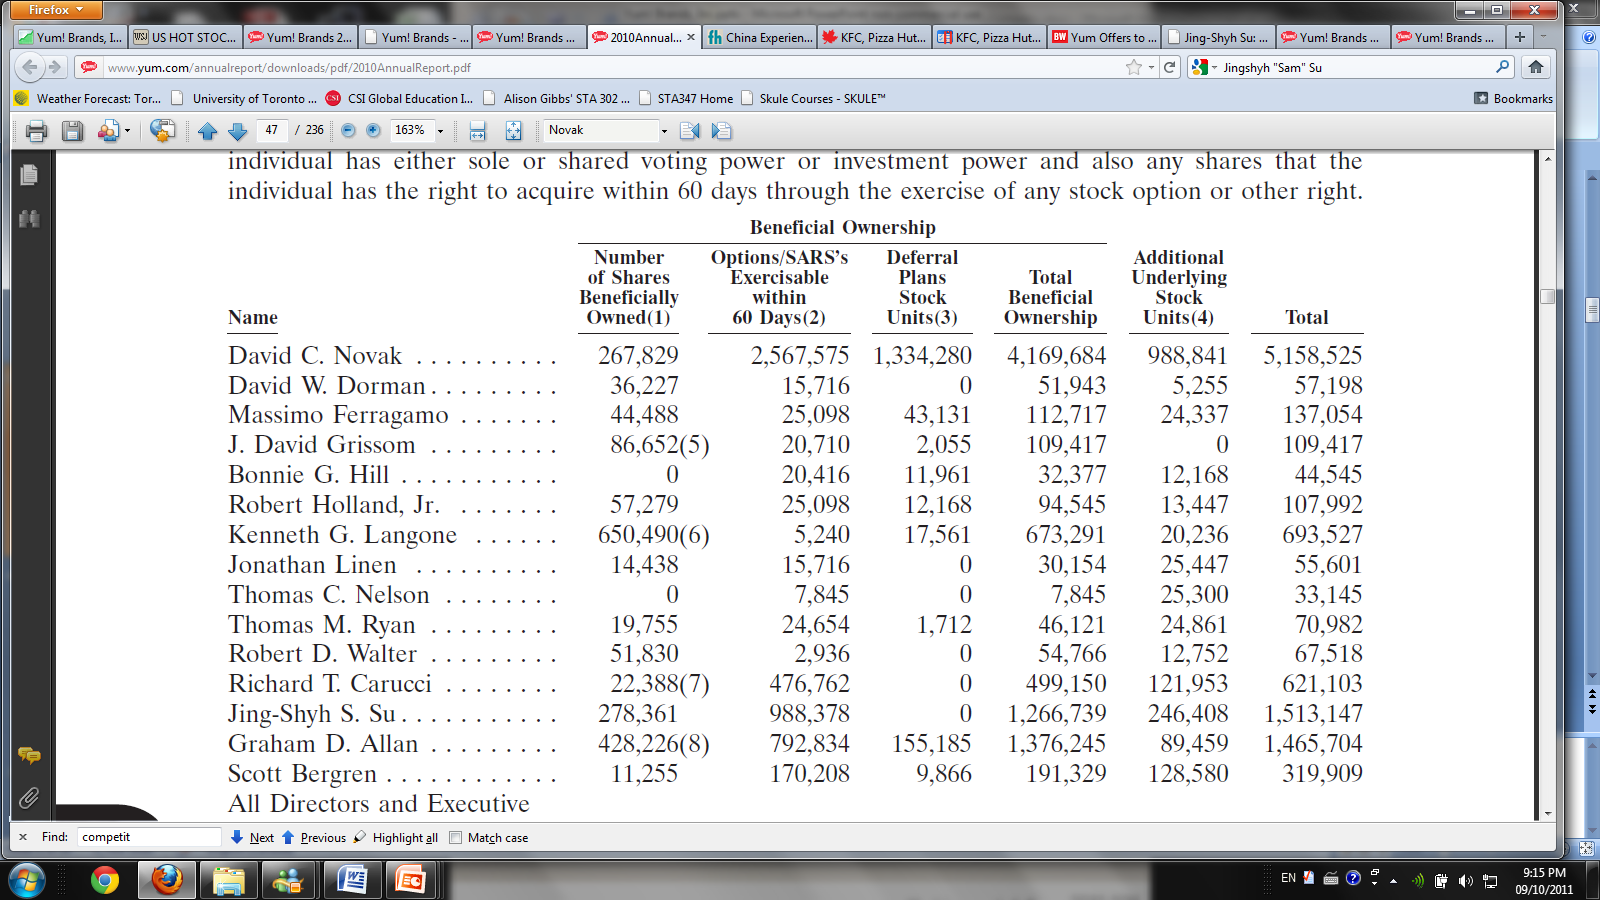 Firefox
Yum! Brands, I...
WSJ US HOT STOC...
Yum! Brands 2...
Yum! Brands - ...
Yum! Brands ...
2010Annual...
fh China Experien...
KFC, Pizza Hut...
KFC, Pizza Hut...
BW Yum Offers to ...
Jing-Shyh Su: ...
Yum! Brands ...
Yum! Brands ...
www.yum.com/annualreport/downloads/pdf/2010AnnualReport.pdf
Jingshyh "Sam" Su
Weather Forecast: Tor...
University of Toronto ...
CSI CSI Global Education I...
Alison Gibbs' STA 302 ...
STA347 Home
Skule Courses - SKULE™
Bookmarks
47 / 236 163% Novak
individual has either sole or shared voting power or investment power and also any shares that the
individual has the right to acquire within 60 days through the exercise of any stock option or other right.
Beneficial Ownership
Number Options/SARS's Deferral Additional
of Shares Exercisable Plans Total Underlying
Beneficially within Stock Beneficial Stock
Name Owned(1) 60 Days(2) Units(3) Ownership Units(4) Total
David C. Novak . . . . . . . . . . 267,829 2,567,575 1,334,280 4,169,684 988,841 5,158,525
David W. Dorman . . . . . . . . . 36,227 15,716 0 51,943 5,255 57,198
Massimo Ferragamo . . . . . . . 44,488 25,098 43,131 112,717 24,337 137,054
J. David Grissom . . . . . . . . . 86,652(5) 20,710 2,055 109,417 0 109,417
Bonnie G. Hill . . . . . . . . . . . 0 20,416 11,961 32,377 12,168 44,545
Robert Holland, Jr. . . . . . . . 57,279 25,098 12,168 94,545 13,447 107,992
Kenneth G. Langone . . . . . . 650,490(6) 5,240 17,561 673,291 20,236 693,527
Jonathan Linen . . . . . . . . . . 14,438 15,716 0 30,154 25,447 55,601
Thomas C. Nelson . . . . . . . . 0 7,845 0 7,845 25,300 33,145
Thomas M. Ryan . . . . . . . . . 19,755 24,654 1,712 46,121 24,861 70,982
Robert D. Walter . . . . . . . . . 51,830 2,936 0 54,766 12,752 67,518
Richard T. Carucci . . . . . . . . 22,388(7) 476,762 0 499,150 121,953 621,103
Jing-Shyh S. Su . . . . . . . . . . . 278,361 988,378 0 1,266,739 246,408 1,513,147
Graham D. Allan . . . . . . . . . 428,226(8) 792,834 155,185 1,376,245 89,459 1,465,704
Scott Bergren . . . . . . . . . . . . 11,255 170,208 9,866 191,329 128,580 319,909
All Directors and Executive
Find: competit Next Previous Highlight all Match case
EN
9:15 PM
09/10/2011